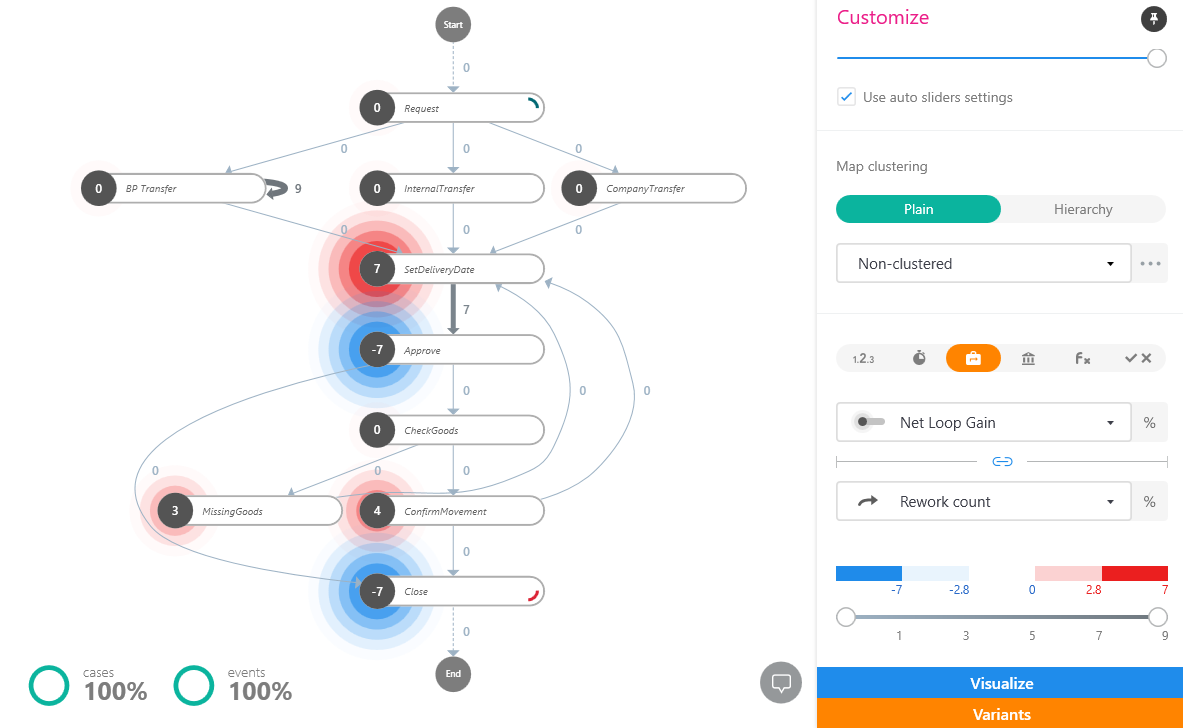 Start
0
0 Request
0 0 0
0 BP Transfer 9 0 InternalTransfer 0 CompanyTransfer
0 0 0
7 SetDeliveryDate
7
-7 Approve
0 0 0
0 CheckGoods
0 0 0
3 MissingGoods 4 ConfirmMovement
0
-7 Close
0
End
cases
100%
events
100%
Customize
Use auto sliders settings
Map clustering
Plain Hierarchy
Non-clustered
1.2.3 Fx
Net Loop Gain %
Rework count %
-7 -2.8 0 2.8 7
1 3 5 7 9
Visualize
Variants